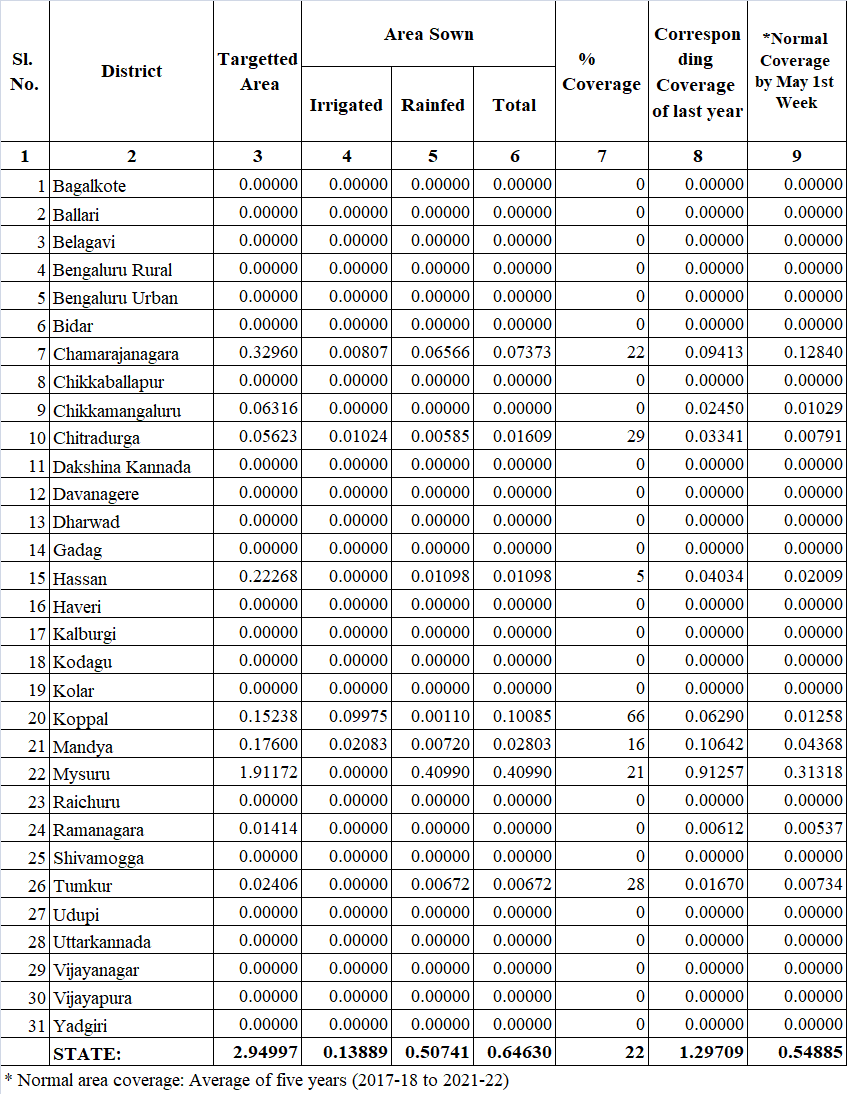 Sl. No. District Targetted Area Area Sown % Coverage Correspon ding Coverage of last year *Normal Coverage by May 1st Week
Irrigated Rainfed Total
1 2 3 4 5 6 7 8 9
1 Bagalkote 0.00000 0.00000 0.00000 0.00000 0 0.00000 0.00000
2 Ballari 0.00000 0.00000 0.00000 0.00000 0 0.00000 0.00000
3 Belagavi 0.00000 0.00000 0.00000 0.00000 0 0.00000 0.00000
4 Bengaluru Rural 0.00000 0.00000 0.00000 0.00000 0 0.00000 0.00000
5 Bengaluru Urban 0.00000 0.00000 0.00000 0.00000 0 0.00000 0.00000
6 Bidar 0.00000 0.00000 0.00000 0.00000 0 0.00000 0.00000
7 Chamarajanagara 0.32960 0.00807 0.06566 0.07373 22 0.09413 0.12840
8 Chikkaballapur 0.00000 0.00000 0.00000 0.00000 0 0.00000 0.00000
9 Chikkamangaluru 0.06316 0.00000 0.00000 0.00000 0 0.02450 0.01029
10 Chitradurga 0.05623 0.01024 0.00585 0.01609 29 0.03341 0.00791
11 Dakshina Kannada 0.00000 0.00000 0.00000 0.00000 0 0.00000 0.00000
12 Davanagere 0.00000 0.00000 0.00000 0.00000 0 0.00000 0.00000
13 Dharwad 0.00000 0.00000 0.00000 0.00000 0 0.00000 0.00000
14 Gadag 0.00000 0.00000 0.00000 0.00000 0 0.00000 0.00000
15 Hassan 0.22268 0.00000 0.01098 0.01098 5 0.04034 0.02009
16 Haveri 0.00000 0.00000 0.00000 0.00000 0 0.00000 0.00000
17 Kalburgi 0.00000 0.00000 0.00000 0.00000 0 0.00000 0.00000
18 Kodagu 0.00000 0.00000 0.00000 0.00000 0 0.00000 0.00000
19 Kolar 0.00000 0.00000 0.00000 0.00000 0 0.00000 0.00000
20 Koppal 0.15238 0.09975 0.00110 0.10085 66 0.06290 0.01258
21 Mandya 0.17600 0.02083 0.00720 0.02803 16 0.10642 0.04368
22 Mysuru 1.91172 0.00000 0.40990 0.40990 21 0.91257 0.31318
23 Raichuru 0.00000 0.00000 0.00000 0.00000 0 0.00000 0.00000
24 Ramanagara 0.01414 0.00000 0.00000 0.00000 0 0.00612 0.00537
25 Shivamogga 0.00000 0.00000 0.00000 0.00000 0 0.00000 0.00000
26 Tumkur 0.02406 0.00000 0.00672 0.00672 28 0.01670 0.00734
27 Udupi 0.00000 0.00000 0.00000 0.00000 0 0.00000 0.00000
28 Uttarkannada 0.00000 0.00000 0.00000 0.00000 0 0.00000 0.00000
29 Vijayanagar 0.00000 0.00000 0.00000 0.00000 0 0.00000 0.00000
30 Vijayapura 0.00000 0.00000 0.00000 0.00000 0 0.00000 0.00000
31 Yadgiri 0.00000 0.00000 0.00000 0.00000 0 0.00000 0.00000
STATE: 2.94997 0.13889 0.50741 0.64630 22 1.29709 0.54885
* Normal area coverage: Average of five years (2017-18 to 2021-22)